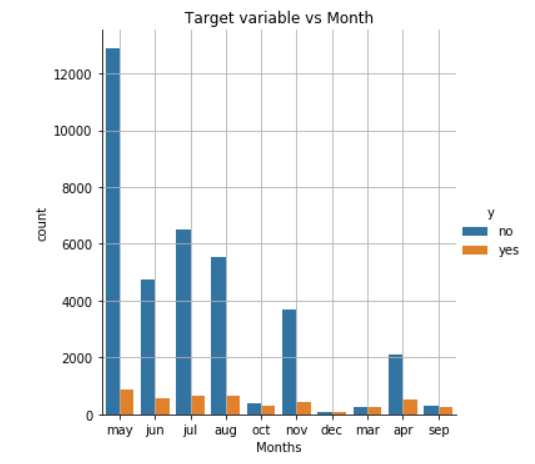 Target variable vs Month
12000
10000
8000
6000
4000
2000
0
count
may jun jul aug oct nov dec mar apr sep
Months
y
no
yes